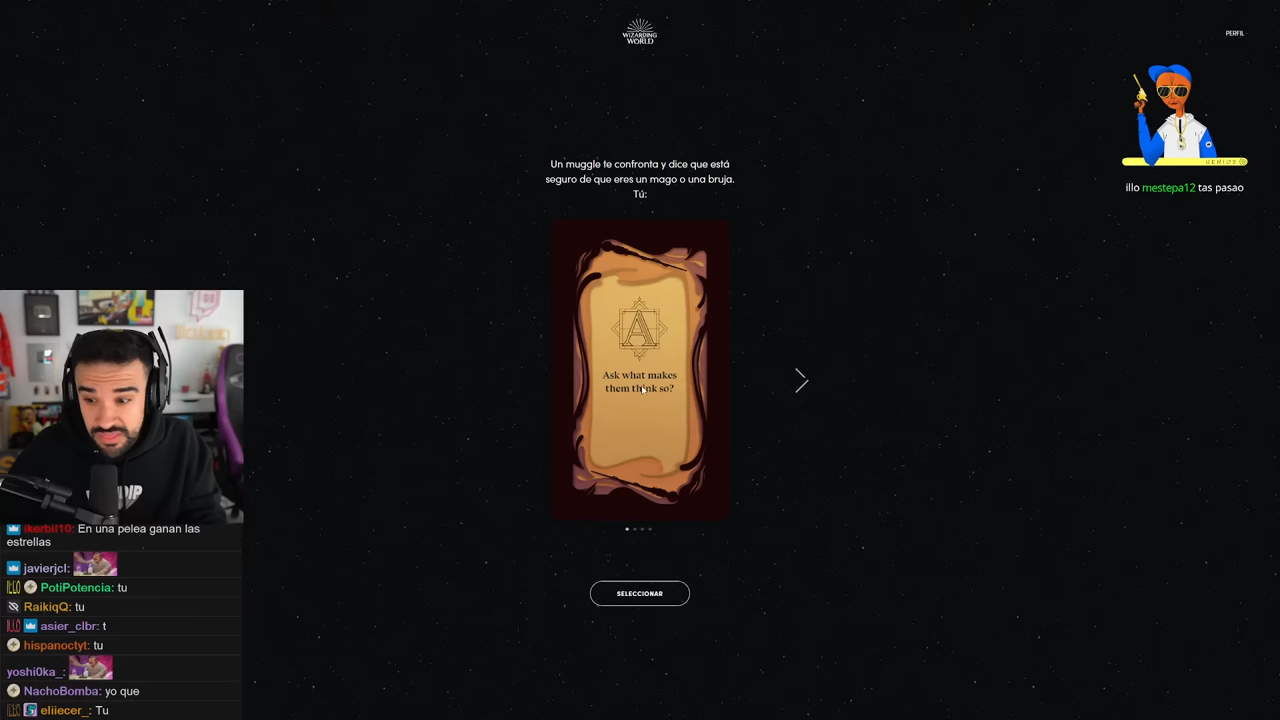 WIZARDING
WORLD
PERFIL
GENIOS
illo mestepa12 tas pasao
Un muggle te confronta y dice que está
seguro de que eres un mago o una bruja.
Tú:
A
Ask what makes
them think so?
SELECCIONAR
ikerbil10: En una pelea ganan las
estrellas
javierjcl:
PotiPotencia: tu
RaikiqQ: tu
asier_clbr: t
hispanoctyt: tu
yoshi0ka_:
NachoBomba: yo que
eliiecer_: Tu